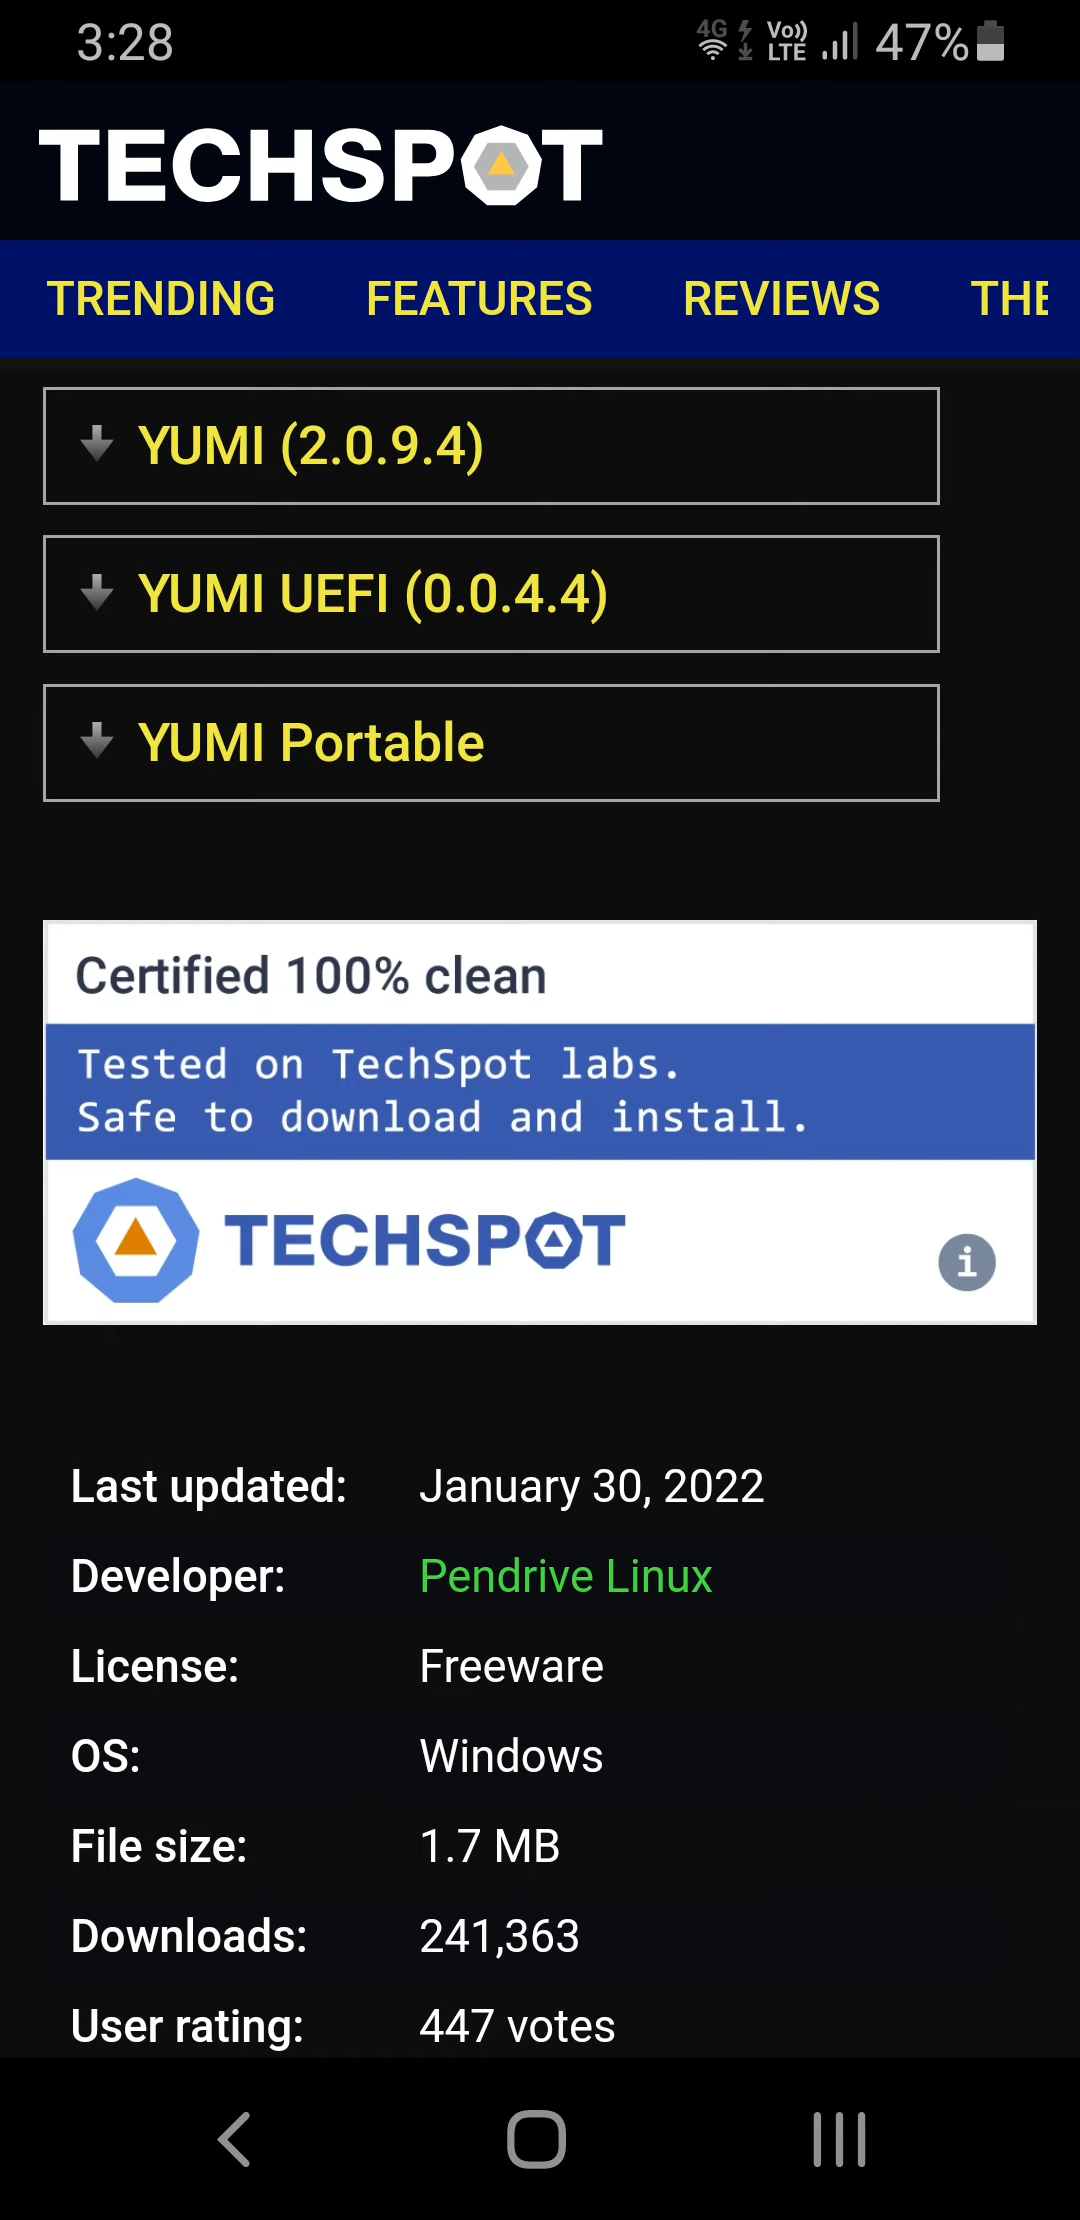 3:28
4G Vo)) LTE 47%
TECHSPOT
TRENDING FEATURES REVIEWS THE
YUMI (2.0.9.4)
YUMI UEFI (0.0.4.4)
YUMI Portable
Certified 100% clean
Tested on TechSpot labs.
Safe to download and install.
TECHSPOT
i
Last updated: January 30, 2022
Developer: Pendrive Linux
License: Freeware
OS: Windows
File size: 1.7 MB
Downloads: 241,363
User rating: 447 votes